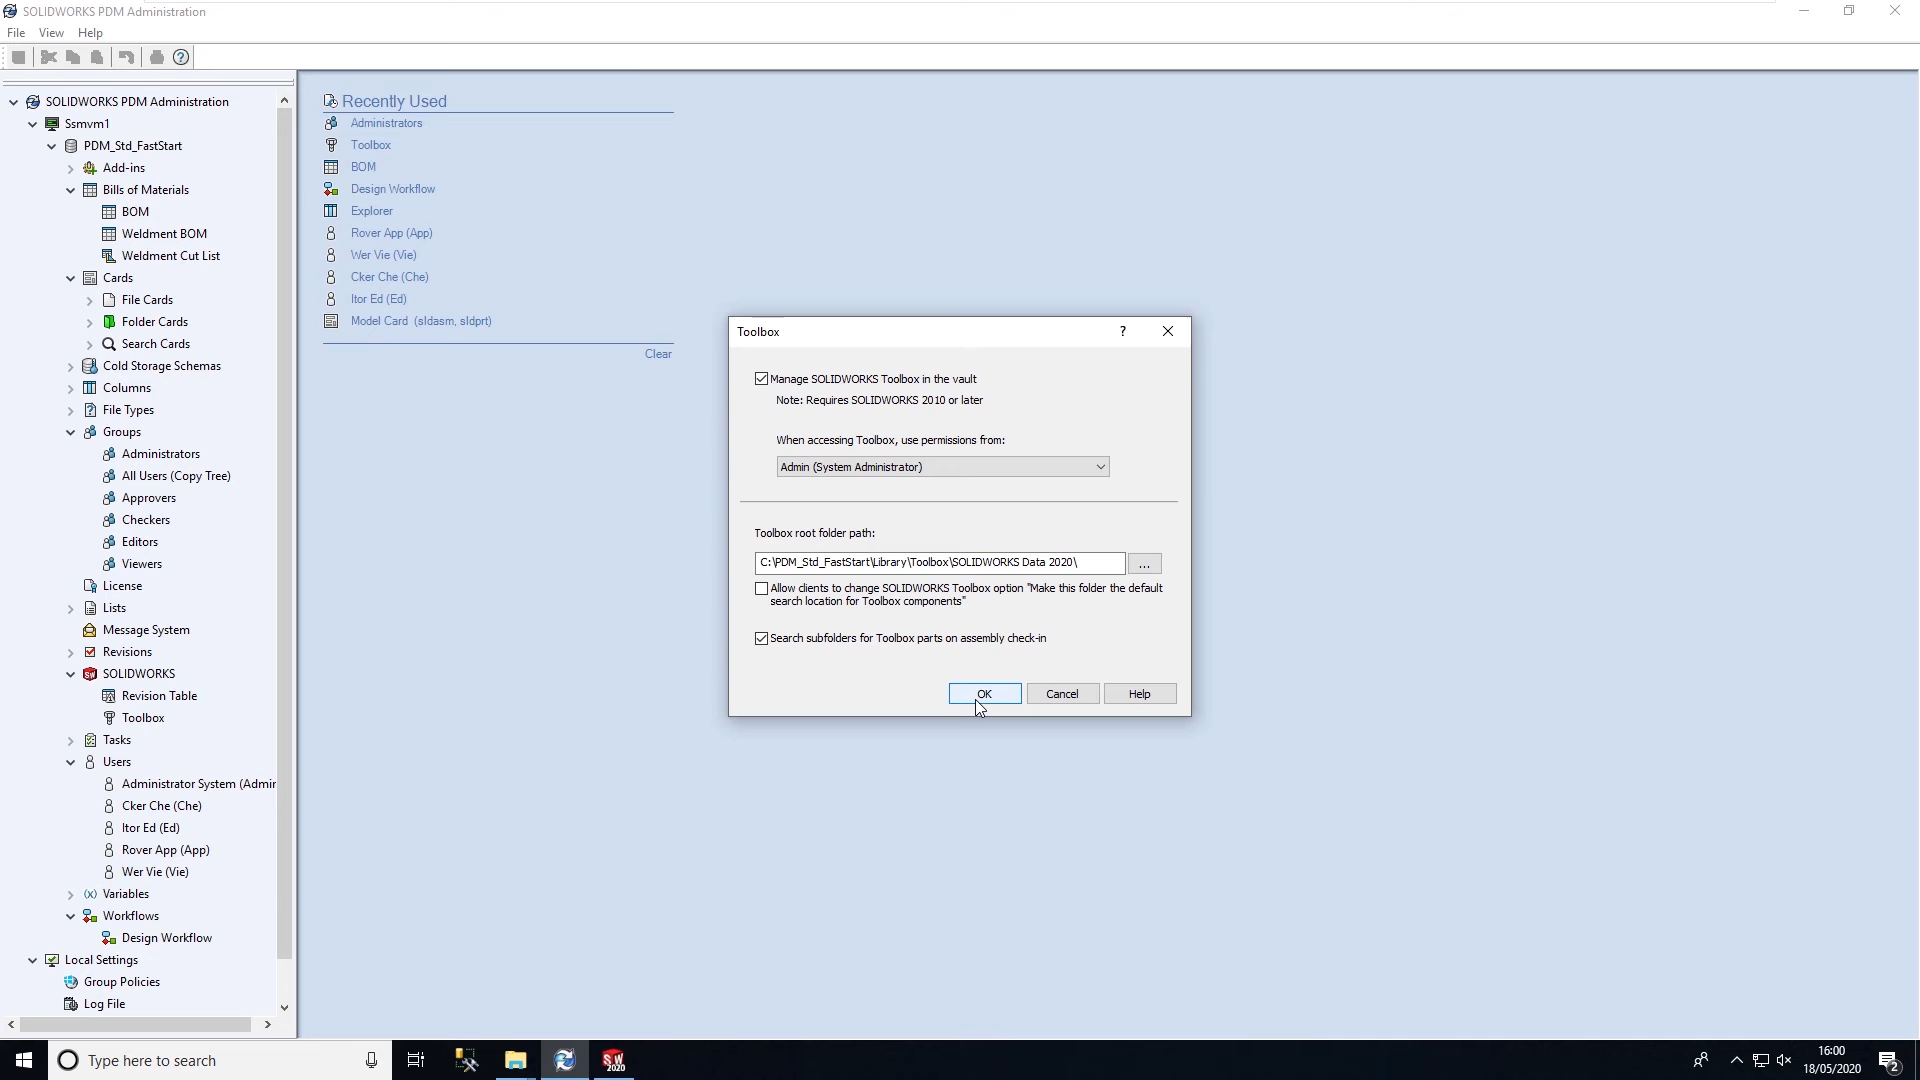 SOLIDWORKS PDM Administration
File View Help
SOLIDWORKS PDM Administration
Ssmvm1
PDM_Std_FastStart
Add-ins
Bills of Materials
BOM
Weldment BOM
Weldment Cut List
Cards
File Cards
Folder Cards
Search Cards
Cold Storage Schemas
Columns
File Types
Groups
Administrators
All Users (Copy Tree)
Approvers
Checkers
Editors
Viewers
License
Lists
Message System
Revisions
SOLIDWORKS
Revision Table
Toolbox
Tasks
Users
Administrator System (Admir
Cker Che (Che)
Itor Ed (Ed)
Rover App (App)
Wer Vie (Vie)
Variables
Workflows
Design Workflow
Local Settings
Group Policies
Log File
Recently Used
Administrators
Toolbox
BOM
Design Workflow
Explorer
Rover App (App)
Wer Vie (Vie)
Cker Che (Che)
Itor Ed (Ed)
Model Card (sldasm, sldprt)
Clear
Toolbox
Manage SOLIDWORKS Toolbox in the vault
Note: Requires SOLIDWORKS 2010 or later
When accessing Toolbox, use permissions from:
Admin (System Administrator)
Toolbox root folder path:
C:\PDM_Std_FastStart\Library\Toolbox\SOLIDWORKS Data 2020\
...
Allow clients to change SOLIDWORKS Toolbox option "Make this folder the default
search location for Toolbox components"
Search subfolders for Toolbox parts on assembly check-in
OK Cancel Help
Type here to search
SW
2020
16:00
18/05/2020
2